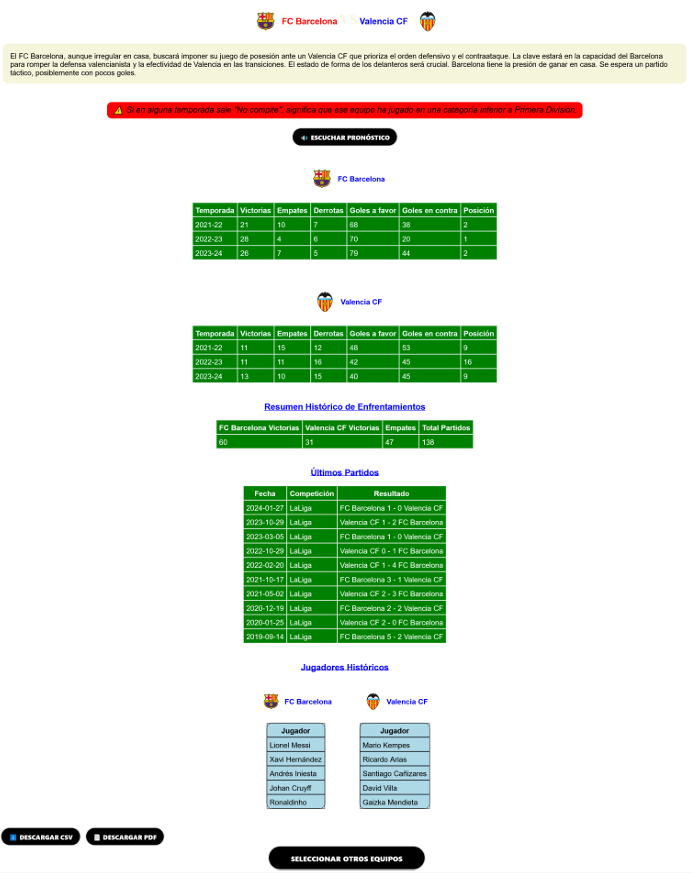 FC Barcelona VS Valencia CF
El FC Barcelona, aunque irregular en casa, buscará imponer su juego de posesión ante un Valencia CF que prioriza el orden defensivo y el contraataque. La clave estará en la capacidad del Barcelona
para romper la defensa valencianista y la efectividad de Valencia en las transiciones. El estado de forma de los delanteros será crucial. Barcelona tiene la presión de ganar en casa. Se espera un partido
táctico, posiblemente con pocos goles.
⚠ Si en alguna temporada sale "No compite", significa que ese equipo ha jugado en una categoría inferior a Primera División.
ESCUCHAR PRONÓSTICO
FC Barcelona
Temporada Victorias Empates Derrotas Goles a favor Goles en contra Posición
2021-22 21 10 7 68 38 2
2022-23 28 4 6 70 20 1
2023-24 26 7 5 79 44 2
Valencia CF
Temporada Victorias Empates Derrotas Goles a favor Goles en contra Posición
2021-22 11 15 12 48 53 9
2022-23 11 11 16 42 45 16
2023-24 13 10 15 40 45 9
Resumen Histórico de Enfrentamientos
FC Barcelona Victorias Valencia CF Victorias Empates Total Partidos
60 31 47 138
Últimos Partidos
Fecha Competición Resultado
2024-01-27 LaLiga FC Barcelona 1 - 0 Valencia CF
2023-10-29 LaLiga Valencia CF 1 - 2 FC Barcelona
2023-03-05 LaLiga FC Barcelona 1 - 0 Valencia CF
2022-10-29 LaLiga Valencia CF 0 - 1 FC Barcelona
2022-02-20 LaLiga Valencia CF 1 - 4 FC Barcelona
2021-10-17 LaLiga FC Barcelona 3 - 1 Valencia CF
2021-05-02 LaLiga Valencia CF 2 - 3 FC Barcelona
2020-12-19 LaLiga FC Barcelona 2 - 2 Valencia CF
2020-01-25 LaLiga Valencia CF 2 - 0 FC Barcelona
2019-09-14 LaLiga FC Barcelona 5 - 2 Valencia CF
Jugadores Históricos
FC Barcelona Valencia CF
Jugador Jugador
Lionel Messi Mario Kempes
Xavi Hernández Ricardo Arias
Andrés Iniesta Santiago Cañizares
Johan Cruyff David Villa
Ronaldinho Gaizka Mendieta
DESCARGAR CSV DESCARGAR PDF
SELECCIONAR OTROS EQUIPOS